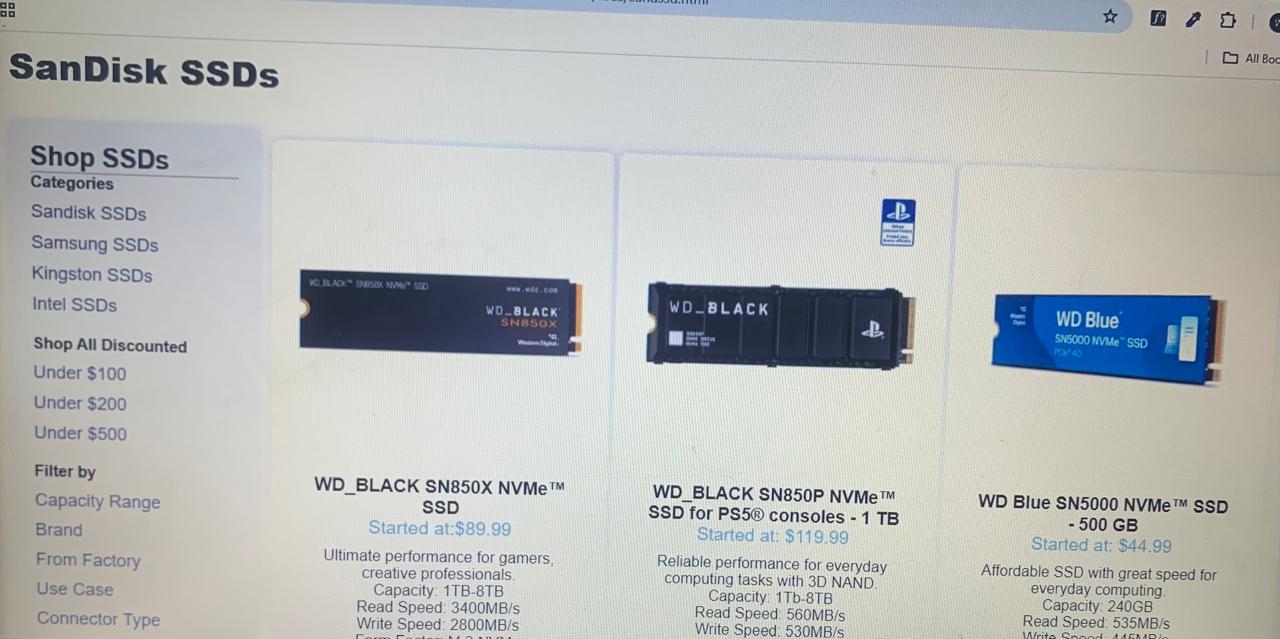 All Boo
SanDisk SSDs
Shop SSDs
Categories
Sandisk SSDs
Samsung SSDs
Kingston SSDs
Intel SSDs
Shop All Discounted
Under $100
Under $200
Under $500
Filter by
Capacity Range
Brand
From Factory
Use Case
Connector Type
WD_BLACK™ SN850X NVMe™ SSD
www.wdc.com
WD_BLACK
SN850X
Western Digital
WD_BLACK SN850X NVMe™
SSD
Started at:$89.99
Ultimate performance for gamers,
creative professionals.
Capacity: 1TB-8TB
Read Speed: 3400MB/s
Write Speed: 2800MB/s
WD_BLACK
WD_BLACK SN850P NVMe™
SSD for PS5® consoles - 1 TB
Started at: $119.99
Reliable performance for everyday
computing tasks with 3D NAND.
Capacity: 1Tb-8TB
Read Speed: 560MB/s
Write Speed: 530MB/s
WD Blue
SN5000 NVMe™ SSD
PCIe® 4.0
WD Blue SN5000 NVMe™ SSD
- 500 GB
Started at: $44.99
Affordable SSD with great speed for
everyday computing.
Capacity: 240GB
Read Speed: 535MB/s